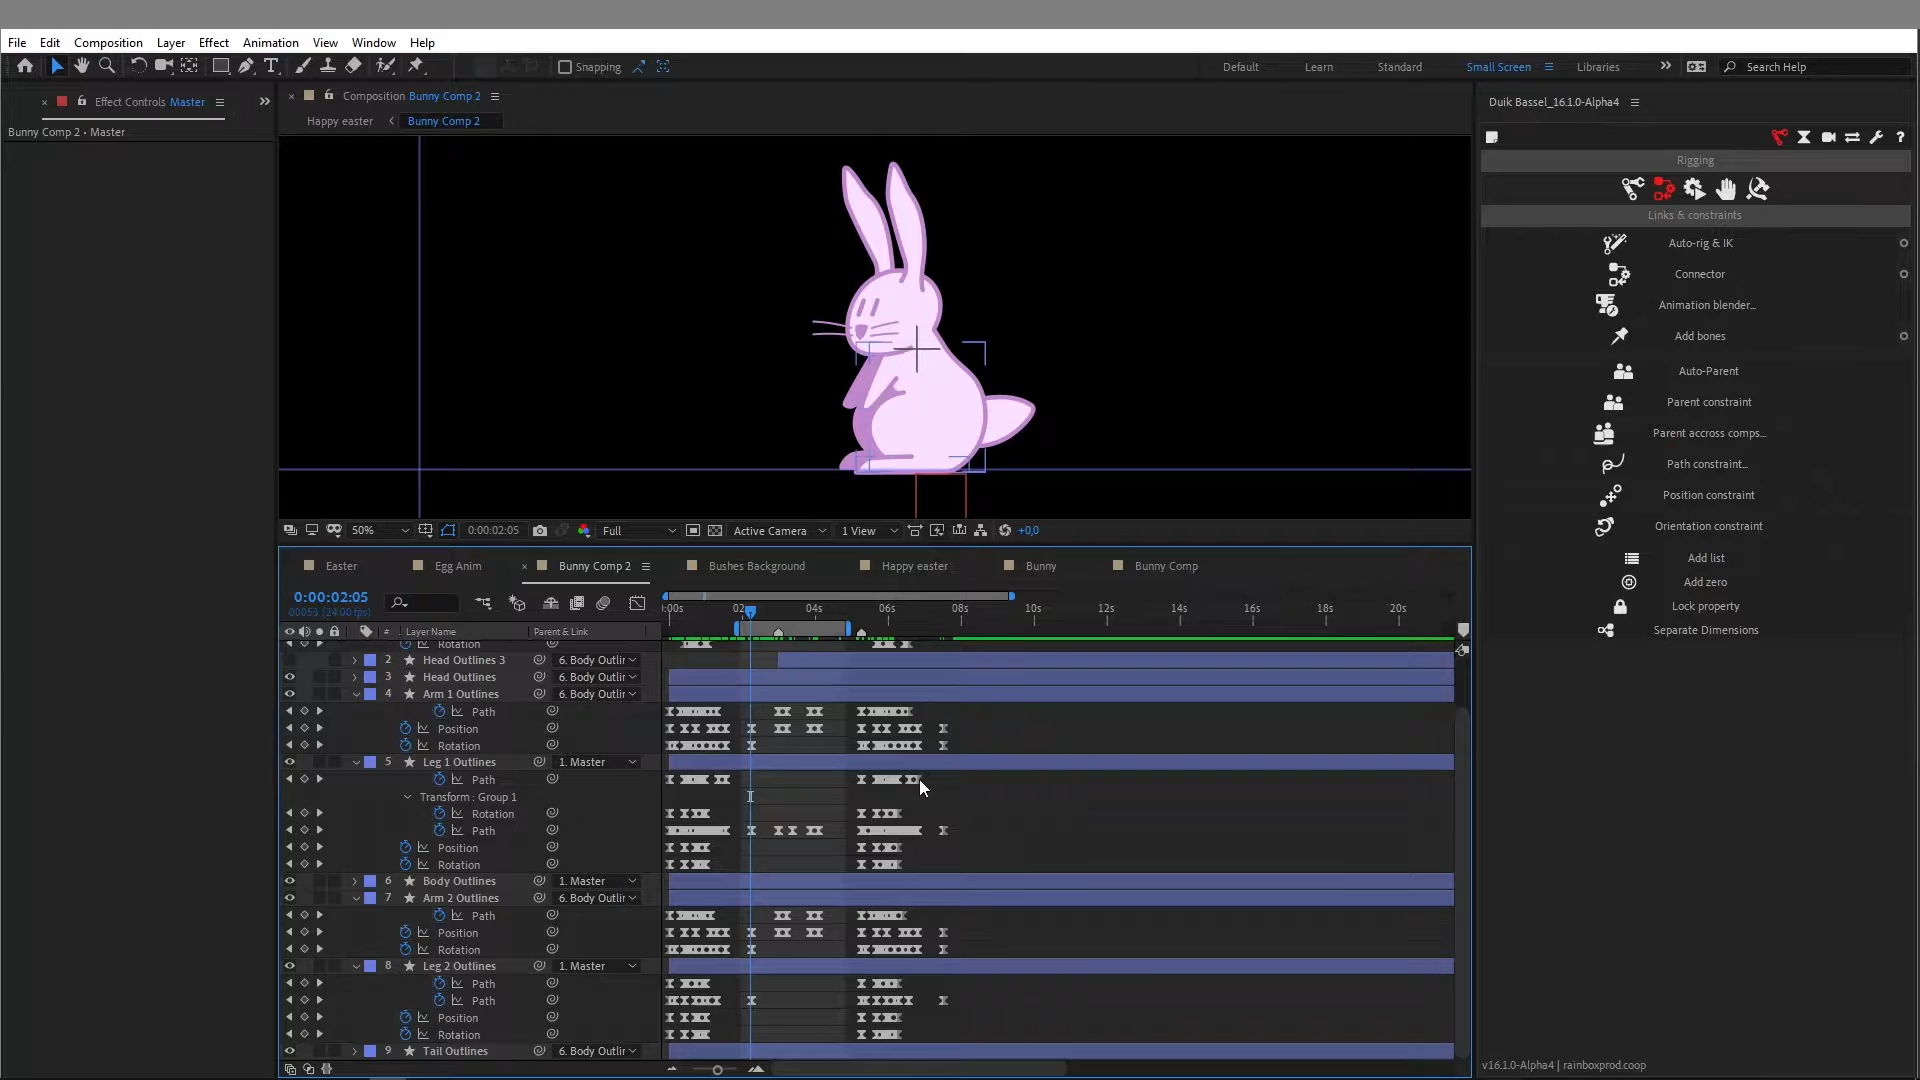 File Edit Composition Layer Effect Animation View Window Help
Snapping Default Learn Standard Small Screen Libraries Search Help
Effect Controls Master
Composition Bunny Comp 2
Duik Bassel_16.1.0-Alpha4
Happy easter Bunny Comp 2
Bunny Comp 2 • Master
Rigging
Links & constraints
Auto-rig & IK
Connector
Animation blender...
Add bones
Auto-Parent
Parent constraint
Parent accross comps...
Path constraint...
Position constraint
Orientation constraint
Add list
Add zero
Lock property
Separate Dimensions
50% 0:00:02:05 Full Active Camera 1 View +0,0
Easter Egg Anim Bunny Comp 2 Bushes Background Happy easter Bunny Bunny Comp
0:00:02:05
00053 (24.00 fps)
:00s 02 04s 06s 08s 10s 12s 14s 16s 18s 20s
# Layer Name Parent & Link
Rotation
2 Head Outlines 3 6. Body Outlir
3 Head Outlines 6. Body Outlir
4 Arm 1 Outlines 6. Body Outlir
Path
Position
Rotation
5 Leg 1 Outlines 1. Master
Path
Transform : Group 1
Rotation
Path
Position
Rotation
6 Body Outlines 1. Master
7 Arm 2 Outlines 6. Body Outlir
Path
Position
Rotation
8 Leg 2 Outlines 1. Master
Path
Path
Position
Rotation
9 Tail Outlines 6. Body Outlir
v16.1.0-Alpha4 | rainboxprod.coop